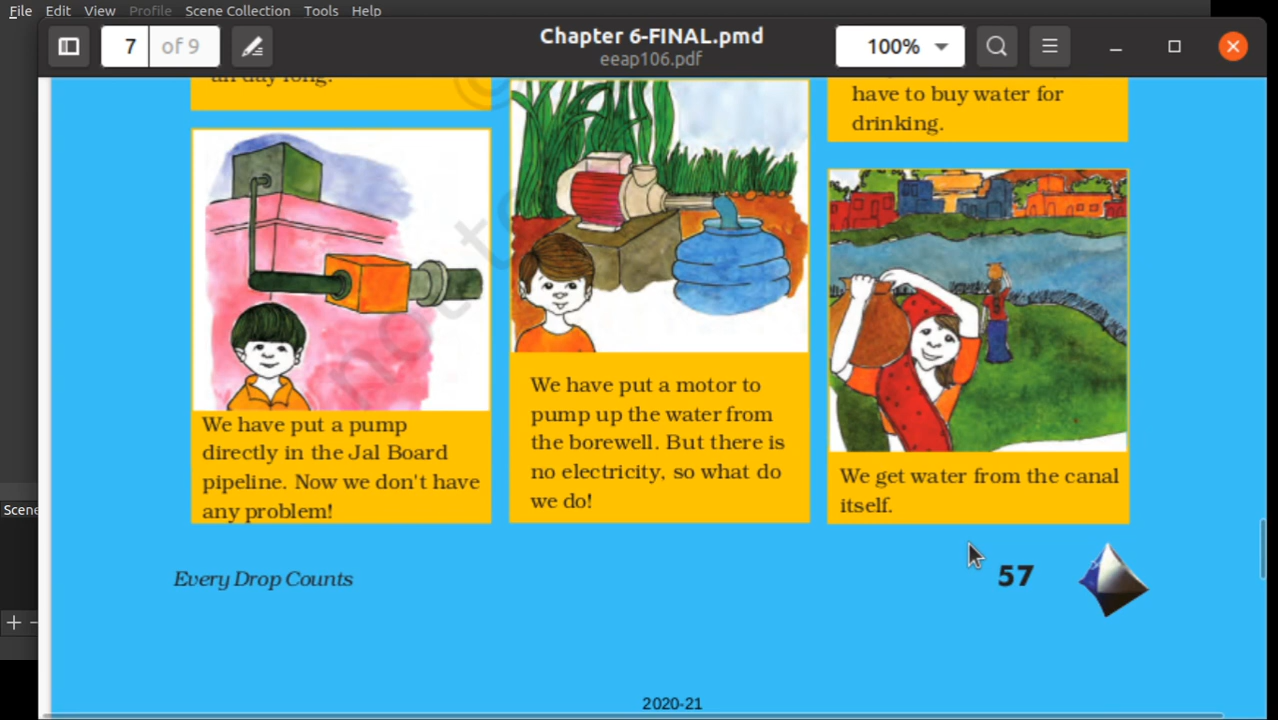 File Edit View Profile Scene Collection Tools Help
7 of 9
Chapter 6-FINAL.pmd
eeap106.pdf
100%
all day long.
have to buy water for
drinking.
We have put a pump
directly in the Jal Board
pipeline. Now we don't have
any problem!
We have put a motor to
pump up the water from
the borewell. But there is
no electricity, so what do
we do!
We get water from the canal
itself.
Scene
Every Drop Counts
57
2020-21